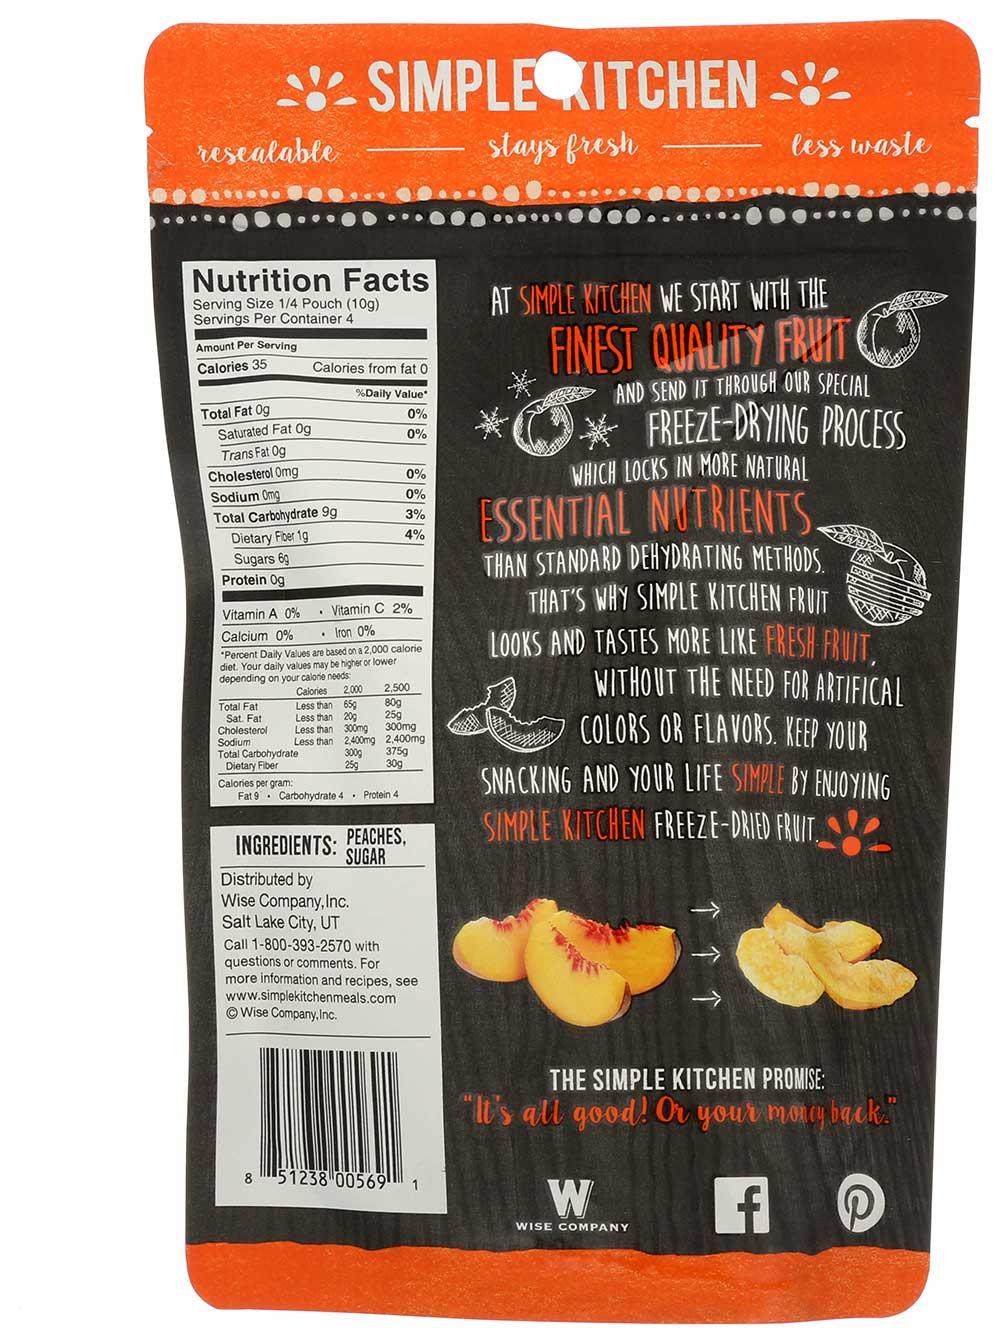 SIMPLE KITCHEN
resealable stays fresh less waste
Nutrition Facts
Serving Size 1/4 Pouch (10g)
Servings Per Container 4
Amount Per Serving
Calories 35 Calories from fat 0
%Daily Value*
Total Fat 0g 0%
Saturated Fat 0g 0%
Trans Fat 0g
Cholesterol 0mg 0%
Sodium 0mg 0%
Total Carbohydrate 9g 3%
Dietary Fiber 1g 4%
Sugars 6g
Protein 0g
Vitamin A 0% • Vitamin C 2%
Calcium 0% • Iron 0%
*Percent Daily Values are based on a 2,000 calorie
diet. Your daily values may be higher or lower
depending on your calorie needs:
Calories 2,000 2,500
Total Fat Less than 65g 80g
Sat. Fat Less than 20g 25g
Cholesterol Less than 300mg 300mg
Sodium Less than 2,400mg 2,400mg
Total Carbohydrate 300g 375g
Dietary Fiber 25g 30g
Calories per gram:
Fat 9 • Carbohydrate 4 • Protein 4
INGREDIENTS: PEACHES,
SUGAR
Distributed by
Wise Company, Inc.
Salt Lake City, UT
Call 1-800-393-2570 with
questions or comments. For
more information and recipes, see
www.simplekitchenmeals.com
© Wise Company, Inc.
8 51238 00569 1
AT SIMPLE KITCHEN WE START WITH THE
FINEST QUALITY FRUIT
AND SEND IT THROUGH OUR SPECIAL
FREEZE-DRYING PROCESS
WHICH LOCKS IN MORE NATURAL
ESSENTIAL NUTRIENTS
THAN STANDARD DEHYDRATING METHODS.
THAT'S WHY SIMPLE KITCHEN FRUIT
LOOKS AND TASTES MORE LIKE FRESH FRUIT,
WITHOUT THE NEED FOR ARTIFICAL
COLORS OR FLAVORS. KEEP YOUR
SNACKING AND YOUR LIFE SIMPLE BY ENJOYING
SIMPLE KITCHEN FREEZE-DRIED FRUIT.
THE SIMPLE KITCHEN PROMISE:
"It's all good! Or your money back."
W
WISE COMPANY